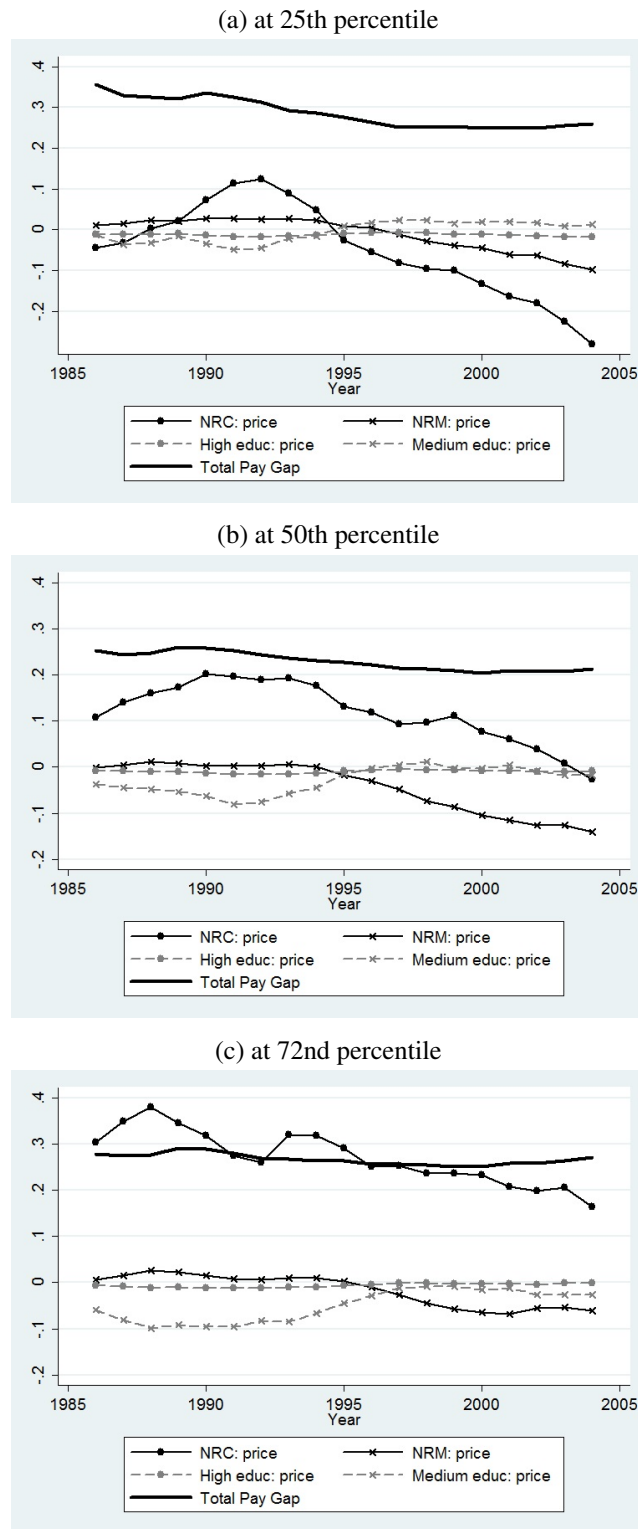 (a) at 25th percentile
.4
.3
.2
.1
0
-.1
-.2
1985 1990 1995 2000 2005
Year
NRC: price NRM: price
High educ: price Medium educ: price
Total Pay Gap
(b) at 50th percentile
.4
.3
.2
.1
0
-.1
-.2
1985 1990 1995 2000 2005
Year
NRC: price NRM: price
High educ: price Medium educ: price
Total Pay Gap
(c) at 72nd percentile
.4
.3
.2
.1
0
-.1
-.2
1985 1990 1995 2000 2005
Year
NRC: price NRM: price
High educ: price Medium educ: price
Total Pay Gap